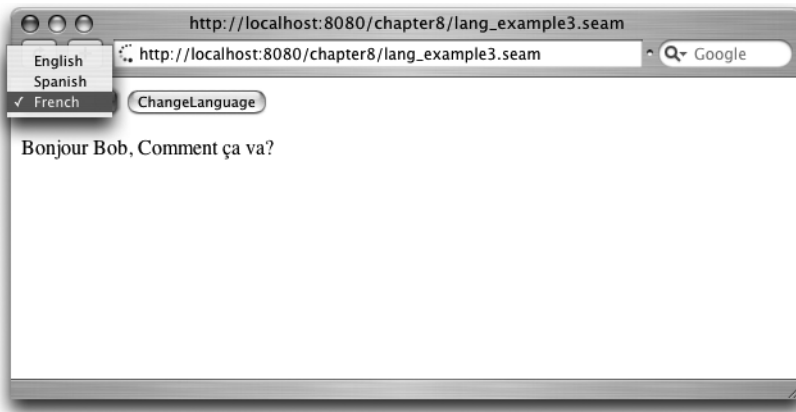 http://localhost:8080/chapter8/lang_example3.seam
http://localhost:8080/chapter8/lang_example3.seam
Google
English
Spanish
✓ French
ChangeLanguage
Bonjour Bob, Comment ça va?